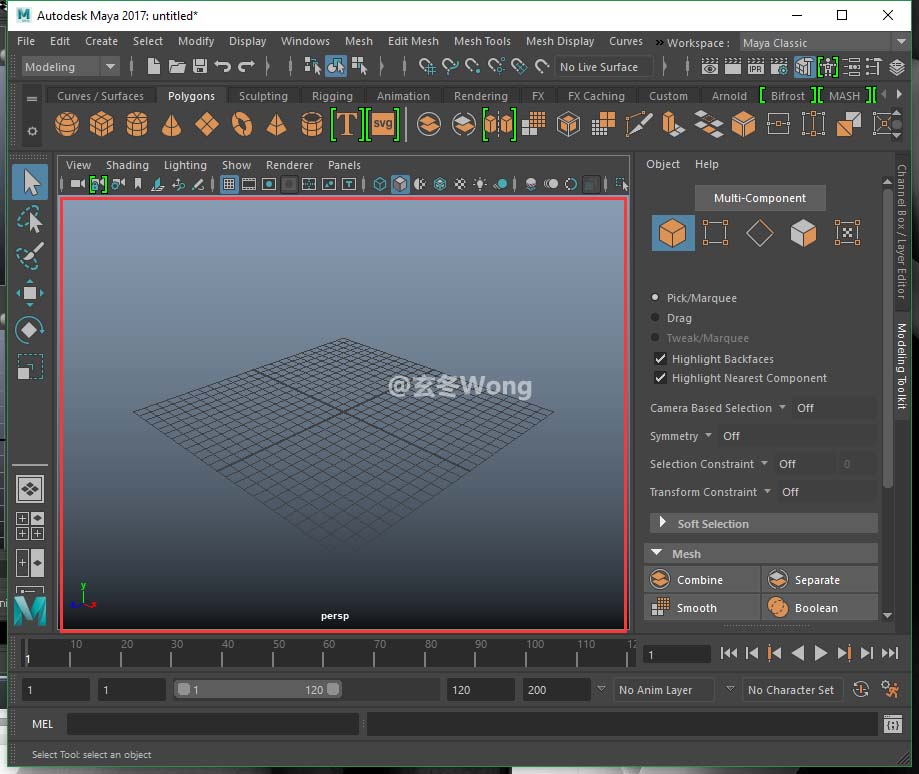 Autodesk Maya 2017: untitled*
File Edit Create Select Modify Display Windows Mesh Edit Mesh Mesh Tools Mesh Display Curves » Workspace : Maya Classic
Modeling No Live Surface IPR
Curves / Surfaces Polygons Sculpting Rigging Animation Rendering FX FX Caching Custom Arnold Bifrost MASH
T SVG
View Shading Lighting Show Renderer Panels
Object Help
Multi-Component
Pick/Marquee
Drag
Tweak/Marquee
Highlight Backfaces
Highlight Nearest Component
Camera Based Selection Off
Symmetry Off
Selection Constraint Off 0
Transform Constraint Off
Soft Selection
Mesh
Combine Separate
Smooth Boolean
Channel Box / Layer Editor
Modeling Toolkit
@玄冬Wong
y
persp
10 20 30 40 50 60 70 80 90 100 110 12
1 1
1 1 1 120 120 200 No Anim Layer No Character Set
MEL
Select Tool: select an object